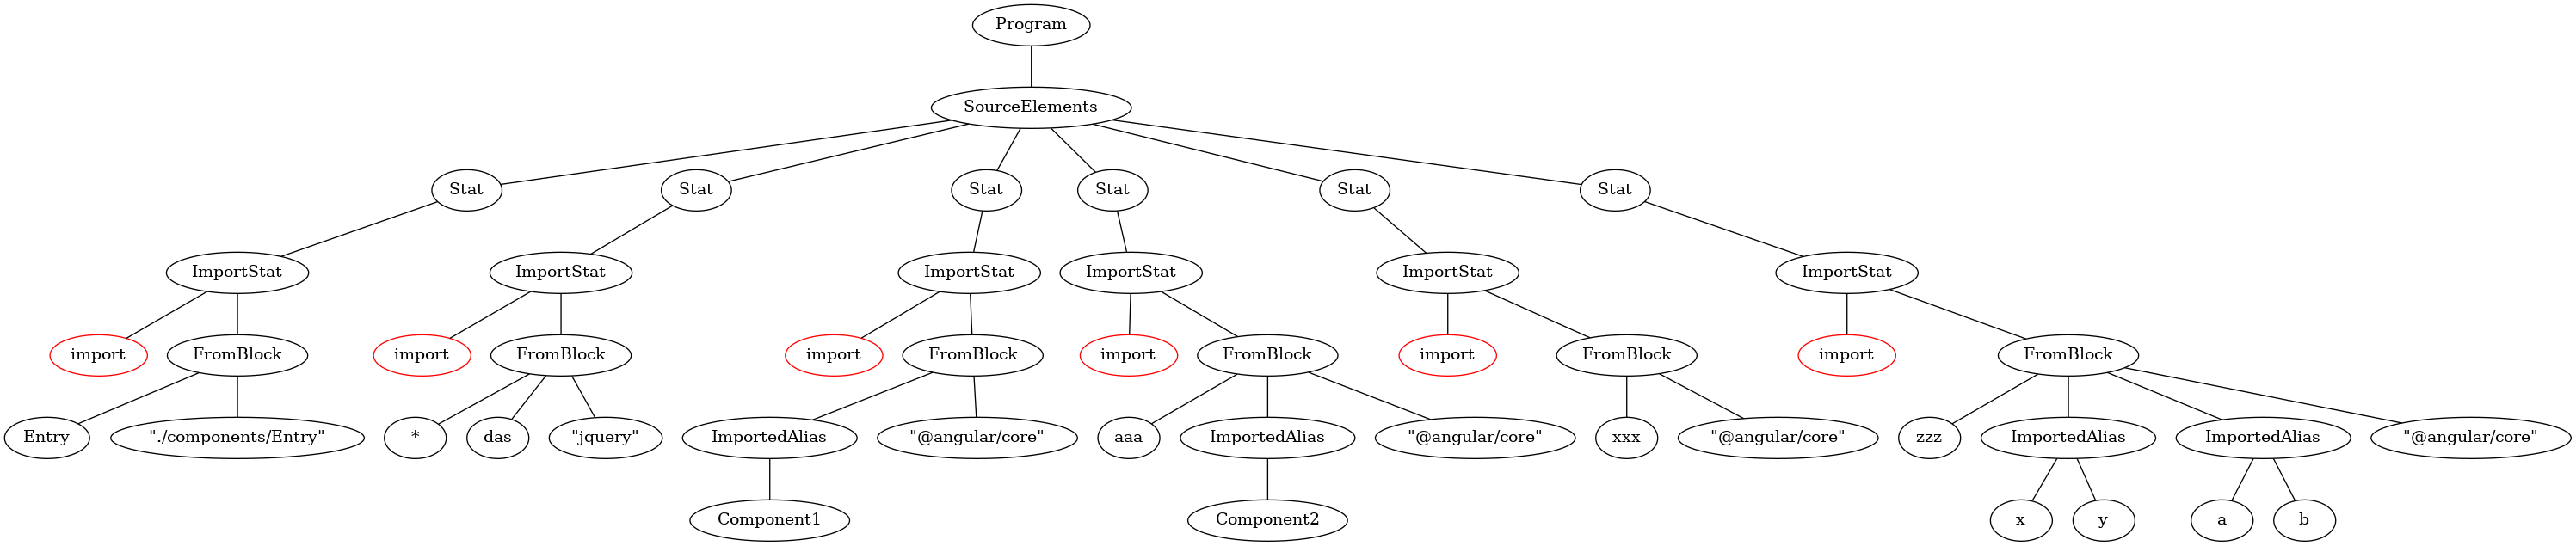 Program
SourceElements
Stat Stat Stat Stat Stat Stat
ImportStat ImportStat ImportStat ImportStat ImportStat ImportStat
import FromBlock import FromBlock import FromBlock import FromBlock import FromBlock import FromBlock
Entry "./components/Entry" * das "jquery" ImportedAlias "@angular/core" aaa ImportedAlias "@angular/core" xxx "@angular/core" zzz ImportedAlias ImportedAlias "@angular/core"
Component1 Component2 x y a b